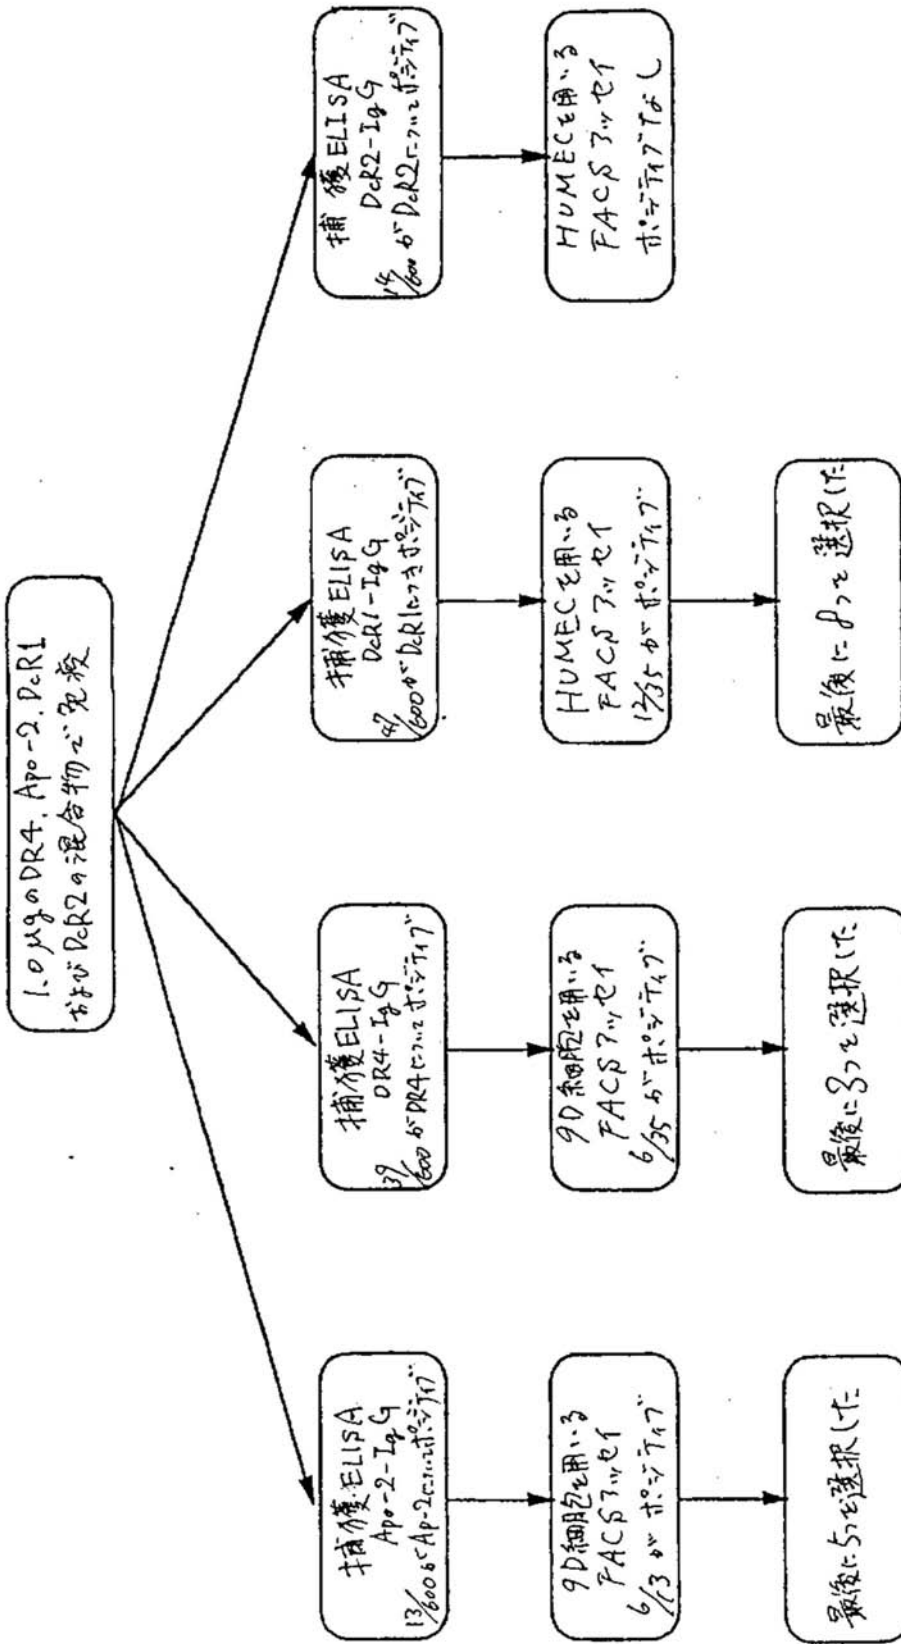 1.0μgのDR4, Apo-2, DcR1
およびDcR2の混合物で免疫
捕獲ELISA
Apo-2-IgG
13/600がAp-2についてポジティブ
9D細胞を用いる
FACSアッセイ
6/13がポジティブ
最後に5つを選択した
捕獲ELISA
DR4-IgG
39/600がDR4についてポジティブ
9D細胞を用いる
FACSアッセイ
6/35がポジティブ
最後に3つを選択した
捕獲ELISA
DcR1-IgG
47/600がDcR1につきポジティブ
HUMECを用いる
FACSアッセイ
12/35がポジティブ
最後に8つを選択した
捕獲ELISA
DcR2-IgG
14/600がDcR2についてポジティブ
HUMECを用いる
FACSアッセイ
ポジティブなし